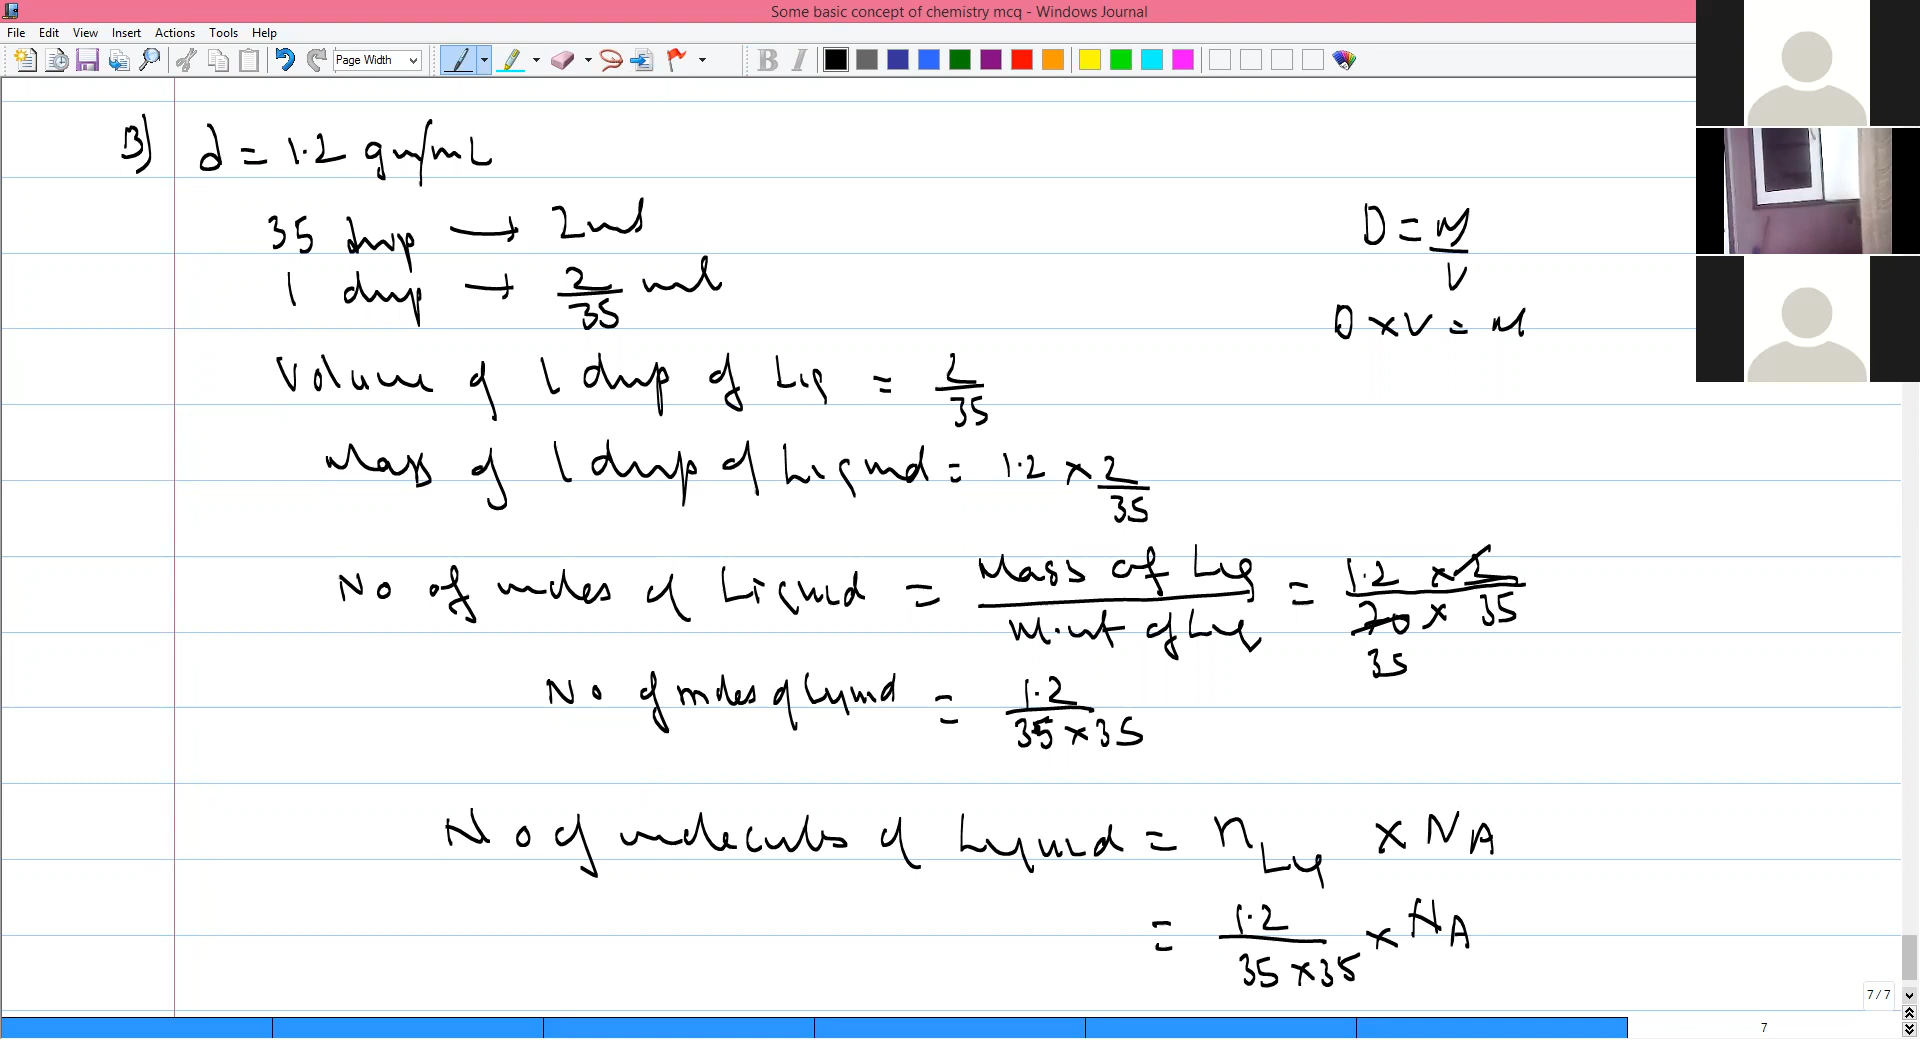 Some basic concept of chemistry mcq - Windows Journal
File Edit View Insert Actions Tools Help
Page Width B I
B) d = 1.2 gm/mL
35 drop → 2ml
1 drop → 2/35 ml
D = M/V
D x V = M
Volume of 1 drop of Liq = 2/35
Mass of 1 drop of Liquid = 1.2 x 2/35
No of moles of Liquid = Mass of Liq / M.wt of Liq = 1.2 x 2 / 70 x 35
35
No of moles of Liquid = 1.2 / 35 x 35
No of molecules of Liquid = n Liq x NA
= 1.2 / 35 x 35 x NA
7 / 7
7